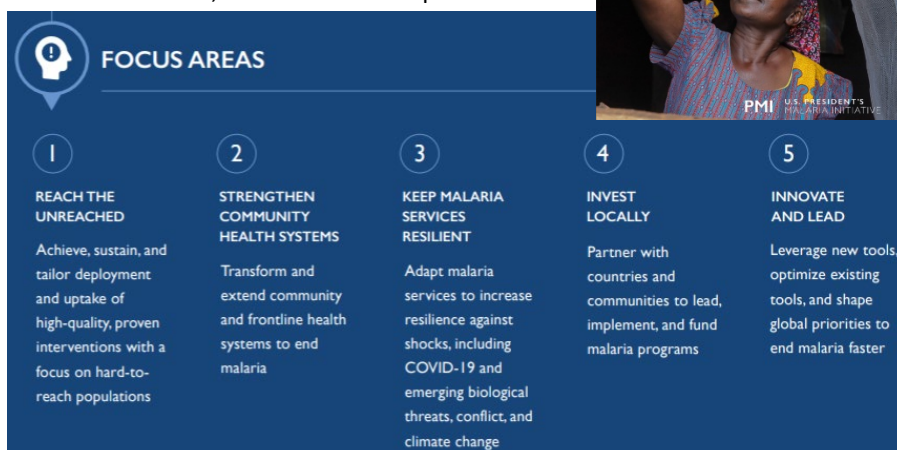 FOCUS AREAS
PMI
U.S. PRESIDENT'S
MALARIA INITIATIVE
1
REACH THE
UNREACHED
Achieve, sustain, and
tailor deployment
and uptake of
high-quality, proven
interventions with a
focus on hard-to-
reach populations
2
STRENGTHEN
COMMUNITY
HEALTH SYSTEMS
Transform and
extend community
and frontline health
systems to end
malaria
3
KEEP MALARIA
SERVICES
RESILIENT
Adapt malaria
services to increase
resilience against
shocks, including
COVID-19 and
emerging biological
threats, conflict, and
climate change
4
INVEST
LOCALLY
Partner with
countries and
communities to lead,
implement, and fund
malaria programs
5
INNOVATE
AND LEAD
Leverage new tools,
optimize existing
tools, and shape
global priorities to
end malaria faster